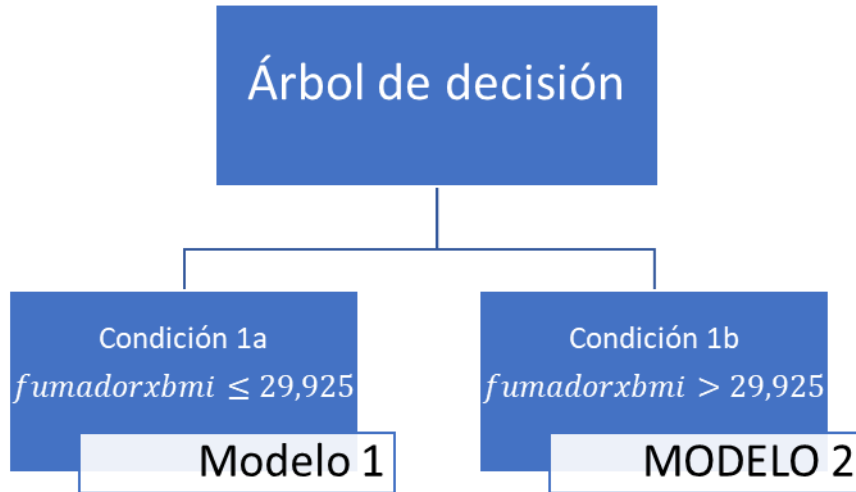 Árbol de decisión
Condición 1a
fumadorxbmi ≤ 29,925
Modelo 1
Condición 1b
fumadorxbmi > 29,925
MODELO 2